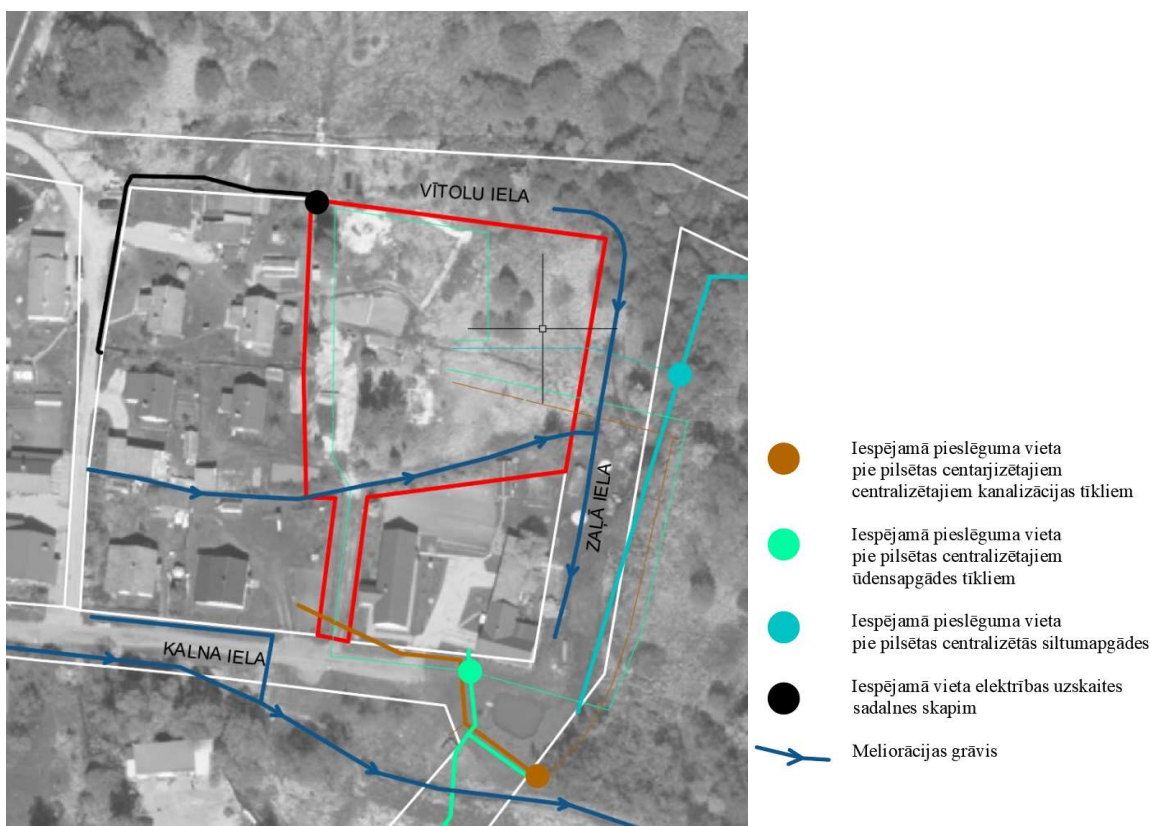 VĪTOLU IELA
ZAĻĀ IELA
KALNA IELA
Iespējamā pieslēguma vieta
pie pilsētas centarjizētajiem
centralizētajiem kanalizācijas tīkliem
Iespējamā pieslēguma vieta
pie pilsētas centralizētajiem
ūdensapgādes tīkliem
Iespējamā pieslēguma vieta
pie pilsētas centralizētās siltumapgādes
Iespējamā vieta elektrības uzskaites
sadalnes skapim
Meliorācijas grāvis